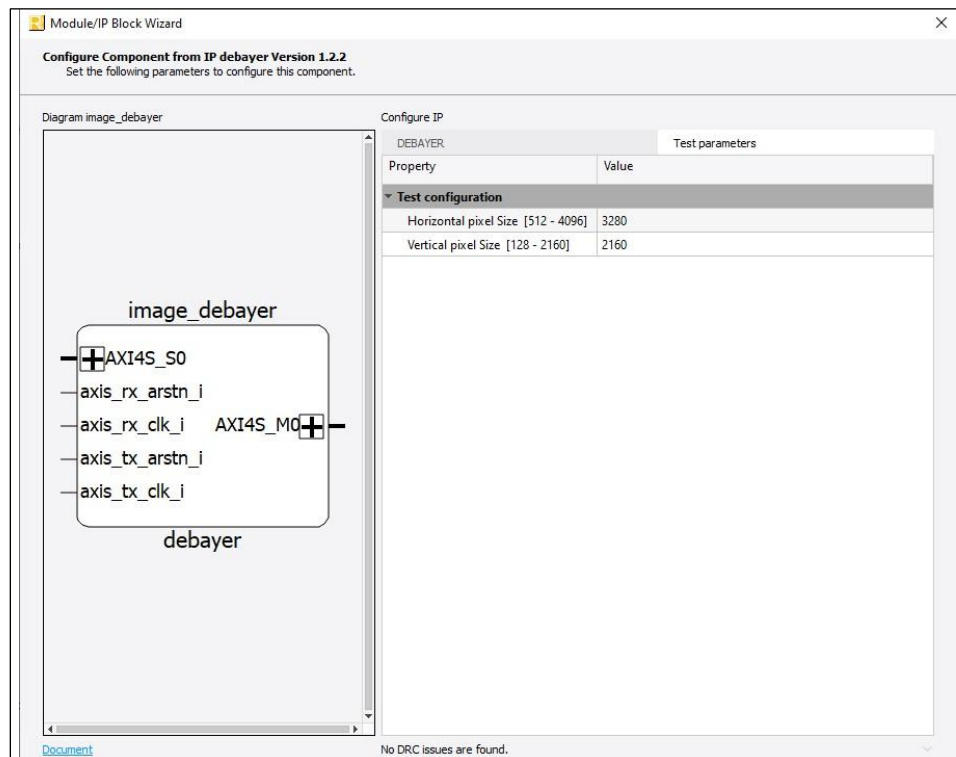 Module/IP Block Wizard
Configure Component from IP debayer Version 1.2.2
Set the following parameters to configure this component.
Diagram image_debayer
Configure IP
DEBAYER
Test parameters
Property
Value
Test configuration
Horizontal pixel Size [512 - 4096]
3280
Vertical pixel Size [128 - 2160]
2160
image_debayer
AXI4S_S0
axis_rx_arstn_i
axis_rx_clk_i
AXI4S_M0
axis_tx_arstn_i
axis_tx_clk_i
debayer
Document
No DRC issues are found.